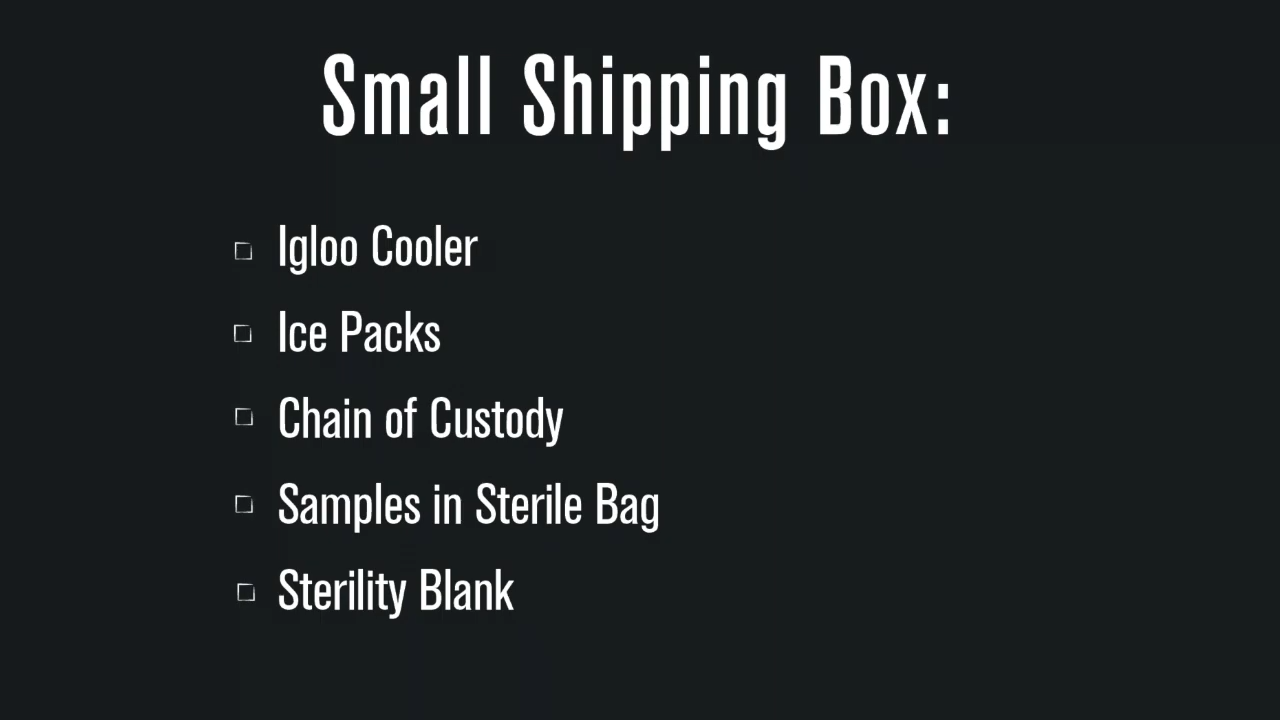 Small Shipping Box:
Igloo Cooler
Ice Packs
Chain of Custody
Samples in Sterile Bag
Sterility Blank